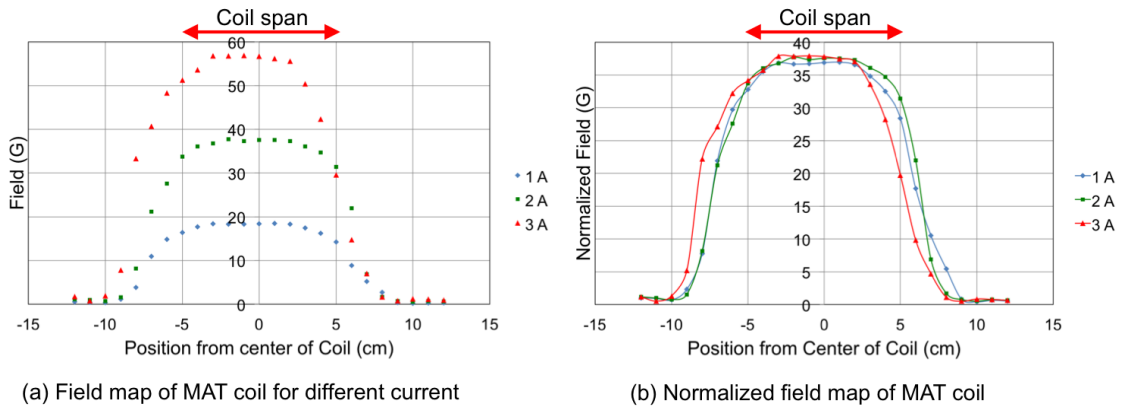 Coil span
60
50
40
30
20
10
0
-15
-10
-5
0
5
10
15
Field (G)
Position from center of Coil (cm)
1 A
2 A
3 A
(a) Field map of MAT coil for different current
Coil span
40
35
30
25
20
15
10
5
0
-15
-10
-5
0
5
10
15
Normalized Field (G)
Position from Center of Coil (cm)
1 A
2 A
3 A
(b) Normalized field map of MAT coil